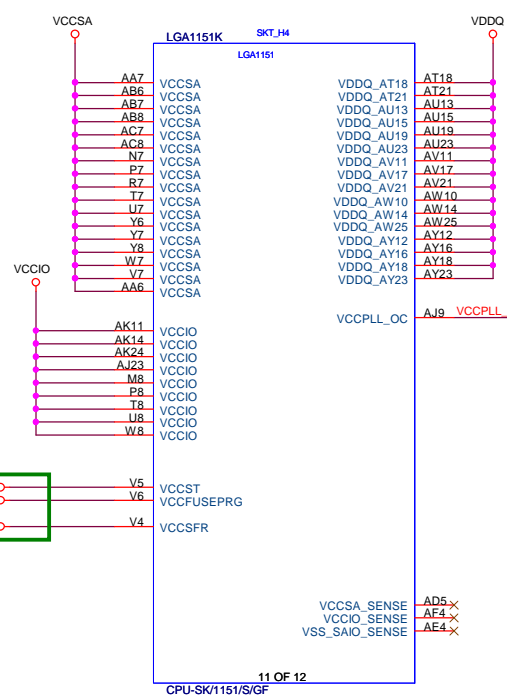 VCCSA
VDDQ
LGA1151K
SKT_H4
LGA1151
AA7 VCCSA
AB6 VCCSA
AB7 VCCSA
AB8 VCCSA
AC7 VCCSA
AC8 VCCSA
N7 VCCSA
P7 VCCSA
R7 VCCSA
T7 VCCSA
U7 VCCSA
Y6 VCCSA
Y7 VCCSA
Y8 VCCSA
W7 VCCSA
V7 VCCSA
AA6 VCCSA
VDDQ_AT18 AT18
VDDQ_AT21 AT21
VDDQ_AU13 AU13
VDDQ_AU15 AU15
VDDQ_AU19 AU19
VDDQ_AU23 AU23
VDDQ_AV11 AV11
VDDQ_AV17 AV17
VDDQ_AV21 AV21
VDDQ_AW10 AW10
VDDQ_AW14 AW14
VDDQ_AW25 AW25
VDDQ_AY12 AY12
VDDQ_AY16 AY16
VDDQ_AY18 AY18
VDDQ_AY23 AY23
VCCIO
VCCPLL_OC AJ9 VCCPLL
AK11 VCCIO
AK14 VCCIO
AK24 VCCIO
AJ23 VCCIO
M8 VCCIO
P8 VCCIO
T8 VCCIO
U8 VCCIO
W8 VCCIO
V5 VCCST
V6 VCCFUSEPRG
V4 VCCSFR
VCCSA_SENSE AD5
VCCIO_SENSE AF4
VSS_SAIO_SENSE AE4
11 OF 12
CPU-SK/1151/S/GF